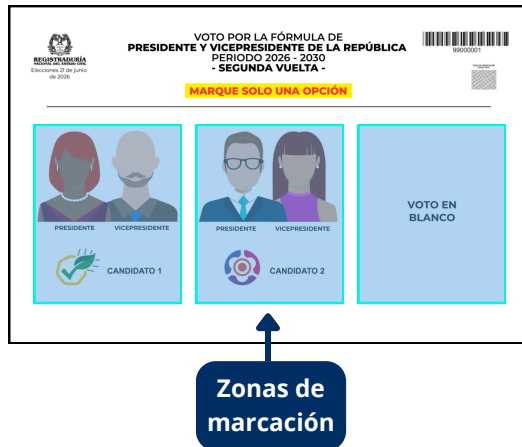 VOTO POR LA FÓRMULA DE
PRESIDENTE Y VICEPRESIDENTE DE LA REPÚBLICA
PERIODO 2026 - 2030
- SEGUNDA VUELTA -
REGISTRADURÍA
NACIONAL DEL ESTADO CIVIL
Elecciones 21 de junio
de 2026
99000001
MARQUE SOLO UNA OPCIÓN
PRESIDENTE VICEPRESIDENTE
CANDIDATO 1
PRESIDENTE VICEPRESIDENTE
CANDIDATO 2
VOTO EN
BLANCO
Zonas de
marcación